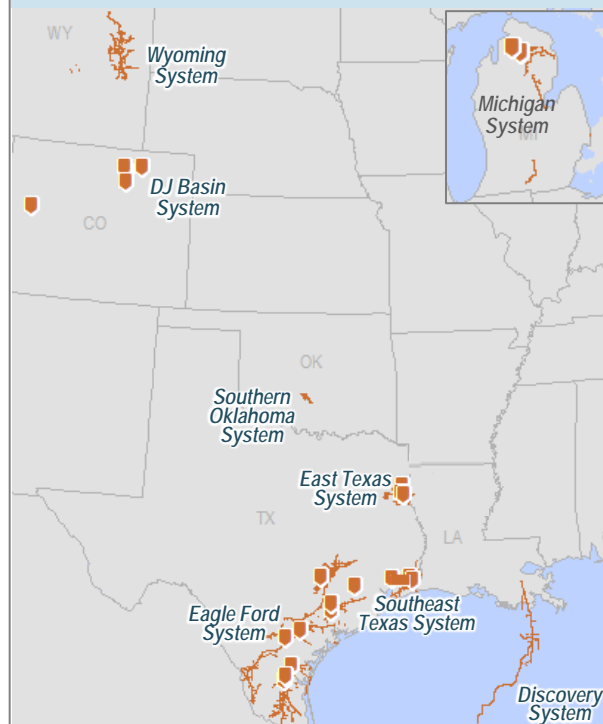 WY
Wyoming
System
Michigan
System
MI
DJ Basin
System
CO
OK
Southern
Oklahoma
System
East Texas
System
TX
LA
Eagle Ford
System
Southeast
Texas System
Discovery
System